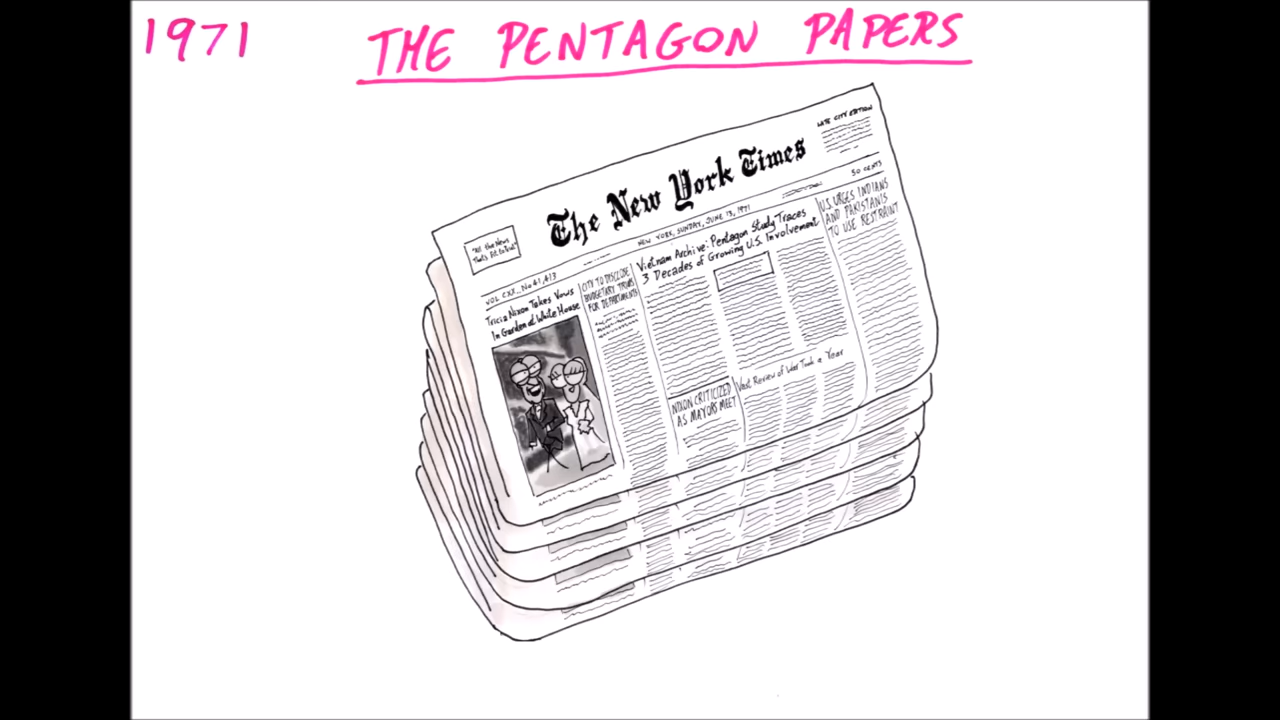 1971
THE PENTAGON PAPERS
LATE CITY EDITION
"All the News
That's Fit to Print"
The New York Times
VOL. CXX.. No 41,413
NEW YORK, SUNDAY, JUNE 13, 1971
50 CENTS
Tricia Nixon Takes Vows
In Garden at White House
CITY TO DISCLOSE
BUDGETARY TRIMS
FOR DEPARTMENTS
Vietnam Archive: Pentagon Study Traces
3 Decades of Growing U.S. Involvement
U.S. URGES INDIANS
AND PAKISTANIS
TO USE RESTRAINT
NIXON CRITICIZED
AS MAYORS MEET
Vast Review of War Took a Year